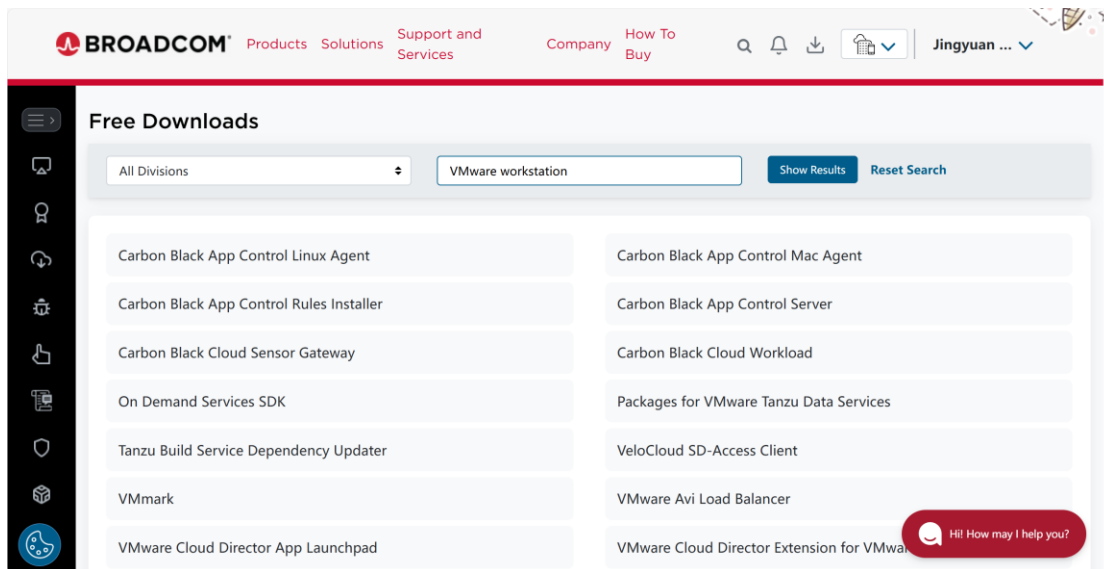 BROADCOM
Products Solutions Support and Services Company How To Buy
Jingyuan ...
Free Downloads
All Divisions
VMware workstation
Show Results
Reset Search
Carbon Black App Control Linux Agent
Carbon Black App Control Mac Agent
Carbon Black App Control Rules Installer
Carbon Black App Control Server
Carbon Black Cloud Sensor Gateway
Carbon Black Cloud Workload
On Demand Services SDK
Packages for VMware Tanzu Data Services
Tanzu Build Service Dependency Updater
VeloCloud SD-Access Client
VMmark
VMware Avi Load Balancer
VMware Cloud Director App Launchpad
VMware Cloud Director Extension for VMwa
Hi! How may I help you?